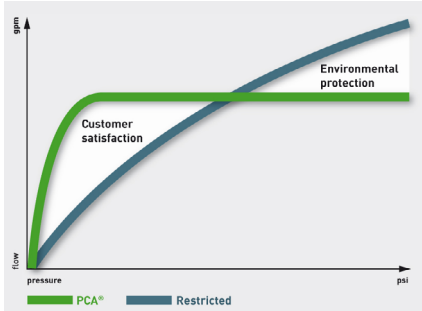 gpm
Environmental
protection
Customer
satisfaction
flow
pressure
psi
PCA®
Restricted